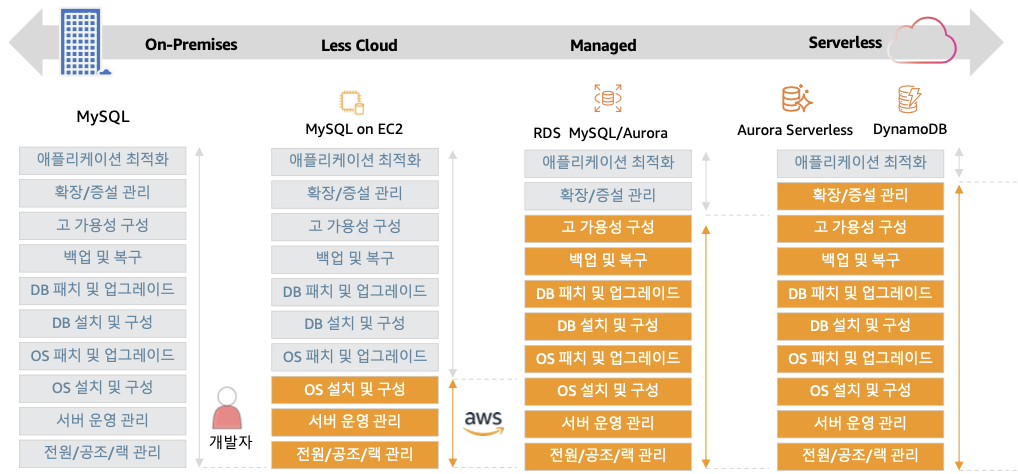 On-Premises
Less Cloud
Managed
Serverless
MySQL
MySQL on EC2
RDS MySQL/Aurora
Aurora Serverless
DynamoDB
애플리케이션 최적화
확장/증설 관리
고 가용성 구성
백업 및 복구
DB 패치 및 업그레이드
DB 설치 및 구성
OS 패치 및 업그레이드
OS 설치 및 구성
서버 운영 관리
전원/공조/랙 관리
개발자
애플리케이션 최적화
확장/증설 관리
고 가용성 구성
백업 및 복구
DB 패치 및 업그레이드
DB 설치 및 구성
OS 패치 및 업그레이드
OS 설치 및 구성
서버 운영 관리
전원/공조/랙 관리
aws
애플리케이션 최적화
확장/증설 관리
고 가용성 구성
백업 및 복구
DB 패치 및 업그레이드
DB 설치 및 구성
OS 패치 및 업그레이드
OS 설치 및 구성
서버 운영 관리
전원/공조/랙 관리
애플리케이션 최적화
확장/증설 관리
고 가용성 구성
백업 및 복구
DB 패치 및 업그레이드
DB 설치 및 구성
OS 패치 및 업그레이드
OS 설치 및 구성
서버 운영 관리
전원/공조/랙 관리